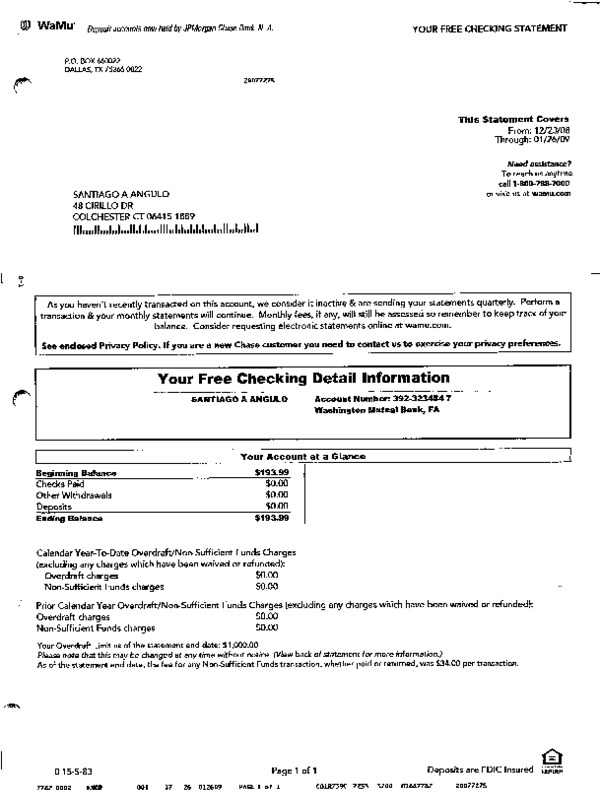 WaMu Deposit accounts now held by JPMorgan Chase Bank, N. A. YOUR FREE CHECKING STATEMENT
P.O. BOX 660022
DALLAS, TX 75266-0022
20077275
This Statement Covers
From: 12/23/08
Through: 01/26/09
Need assistance?
To reach us anytime
call 1-800-788-7000
or visit us at wamu.com
SANTIAGO A ANGULO
48 CIRILLO DR
COLCHESTER CT 06415 1889
As you haven't recently transacted on this account, we consider it inactive & are sending your statements quarterly. Perform a
transaction & your monthly statements will continue. Monthly fees, if any, will still be assessed so remember to keep track of your
balance. Consider requesting electronic statements online at wamu.com.
See enclosed Privacy Policy. If you are a new Chase customer you need to contact us to exercise your privacy preferences.
Your Free Checking Detail Information
SANTIAGO A ANGULO Account Number: 392-323484 7
Washington Mutual Bank, FA
Your Account at a Glance
Beginning Balance $193.99
Checks Paid $0.00
Other Withdrawals $0.00
Deposits $0.00
Ending Balance $193.99
Calendar Year-To-Date Overdraft/Non-Sufficient Funds Charges
(excluding any charges which have been waived or refunded):
Overdraft charges $0.00
Non-Sufficient Funds charges $0.00
Prior Calendar Year Overdraft/Non-Sufficient Funds Charges (excluding any charges which have been waived or refunded):
Overdraft charges $0.00
Non-Sufficient Funds charges $0.00
Your Overdraft Limit as of the statement end date: $1,000.00
Please note that this may be changed at any time without notice. (View back of statement for more information.)
As of the statement end date, the fee for any Non-Sufficient Funds transaction, whether paid or returned, was $34.00 per transaction.
0 15-5-83 Page 1 of 1 Deposits are FDIC Insured
001 37 26 012609 PAGE 1 of 1 20077275